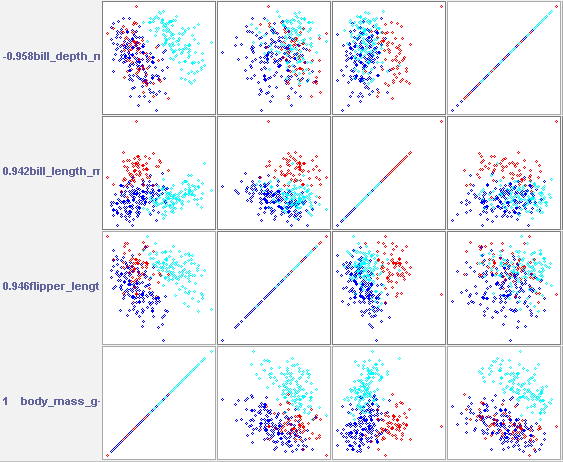 -0.958bill_depth_m
0.942bill_length_m
0.946flipper_lengt
1 body_mass_g-